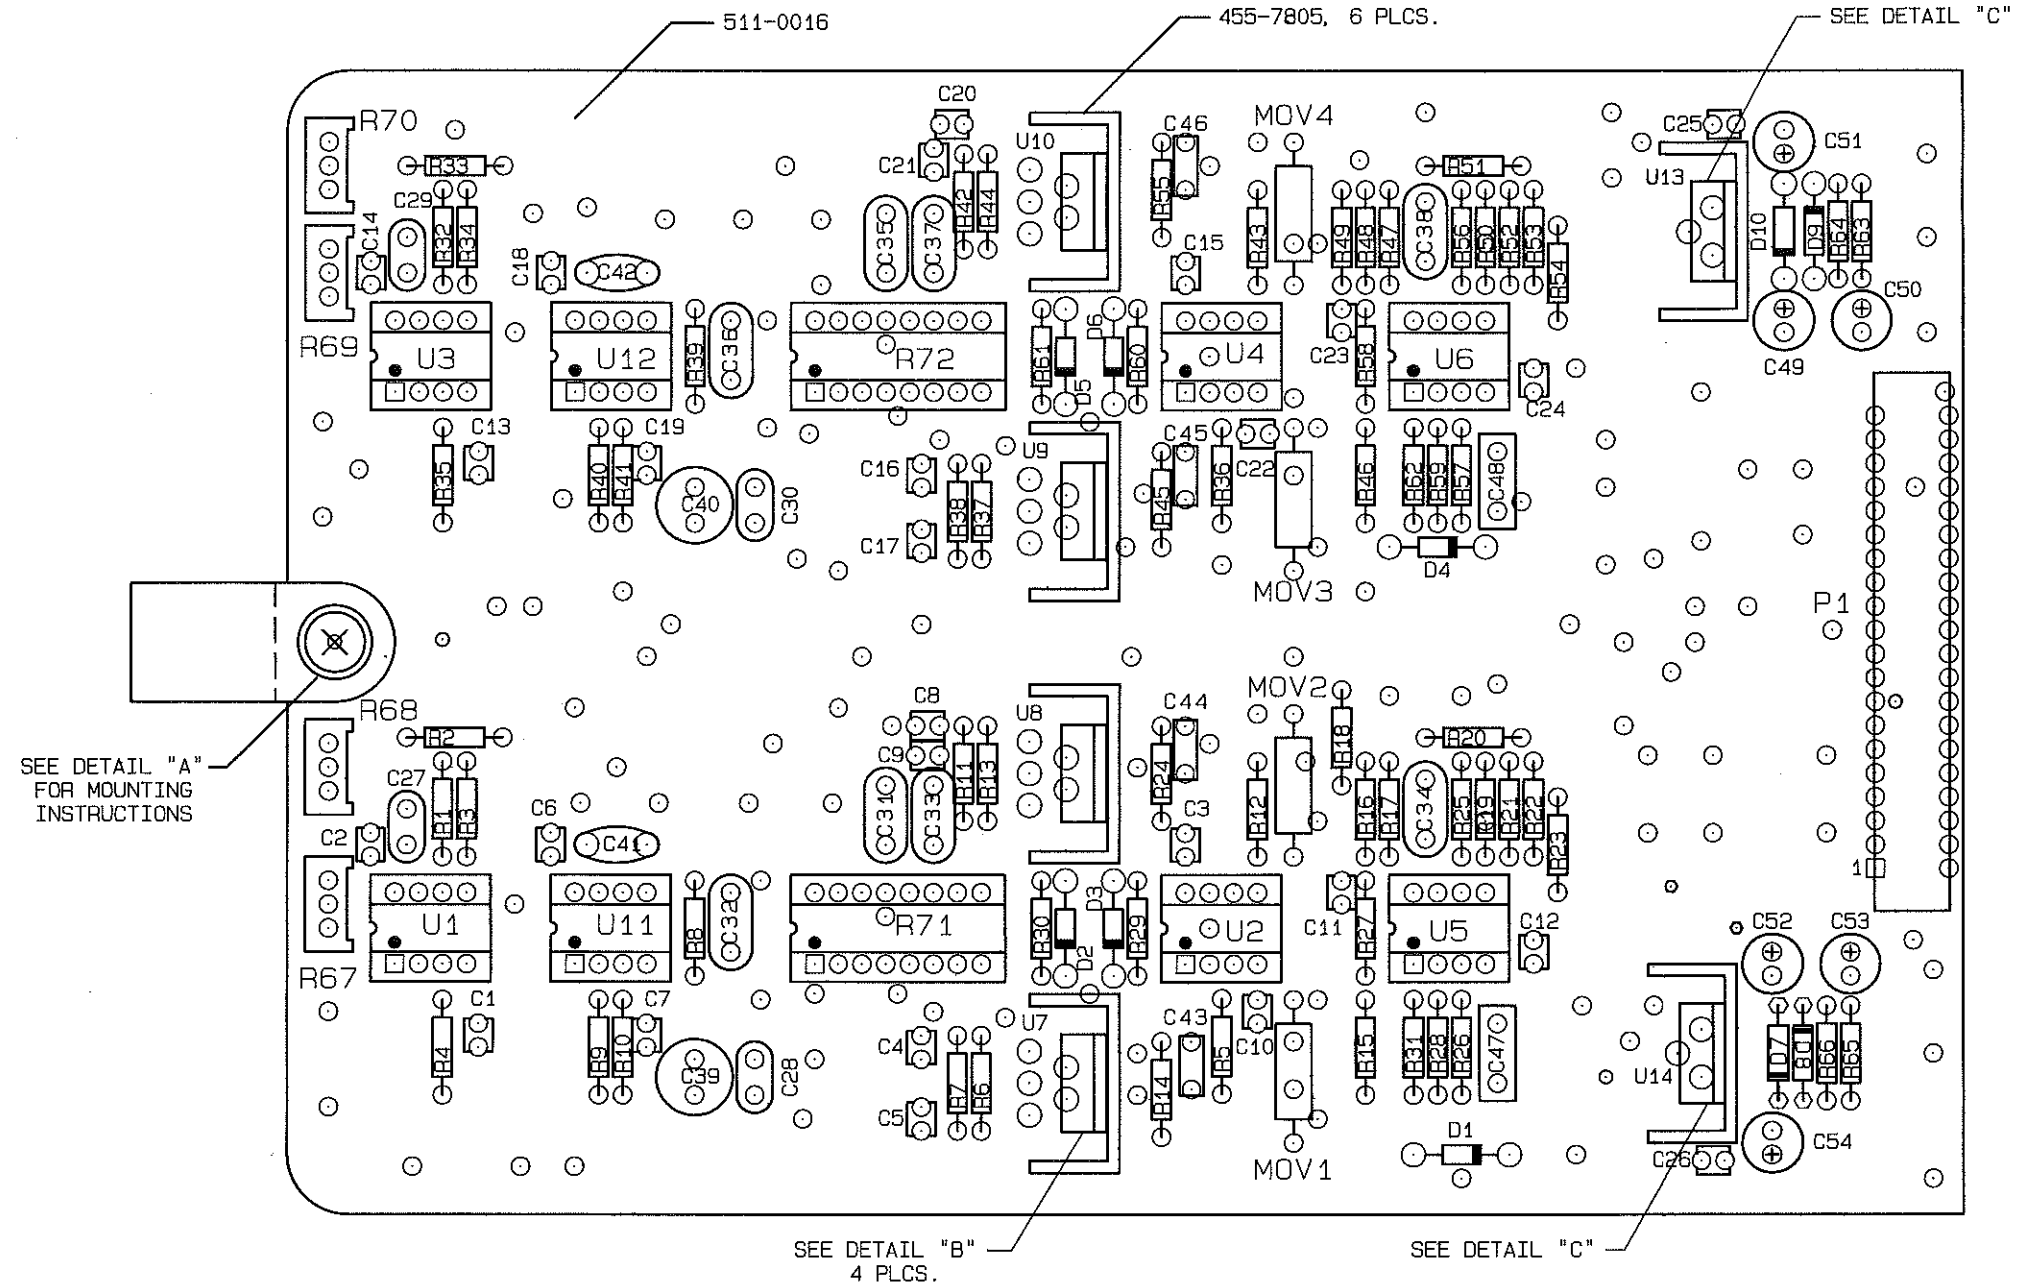 511-0016
455-7805, 6 PLCS.
SEE DETAIL "C"
R70
C20
U10
C46
MOV4
C25
C51
R33
C21
R42
R44
R55
R51
U13
C29
C14
R32
R34
C18
C42
C35
C37
C15
R43
R49
R48
R47
C38
R56
R50
R52
R53
R54
D10
D9
R64
R63
C50
R69
U3
U12
R39
C36
R72
R61
D5
D6
R60
U4
C23
R58
U6
C24
C49
C13
R35
R40
R41
C19
C40
C30
C16
C17
R38
R37
U9
C45
R45
R36
C22
MOV3
R46
R62
R59
R57
C48
D4
P1
SEE DETAIL "A"
FOR MOUNTING
INSTRUCTIONS
R68
R2
C27
C2
R1
R3
C6
C41
C8
C9
C31
C33
R11
R13
U8
C44
R24
C3
MOV2
R12
R18
R16
R17
R20
C34
R25
R19
R21
R22
R23
1
R67
U1
U11
R8
C32
R71
R30
D2
D3
R29
U2
C11
R27
U5
C12
C52
C53
C1
R4
R9
R10
C7
C39
C28
C4
C5
R7
R6
U7
C43
R14
R5
C10
MOV1
R15
R31
R28
R26
C47
D1
U14
D7
D8
R66
R65
C26
C54
SEE DETAIL "B"
4 PLCS.
SEE DETAIL "C"